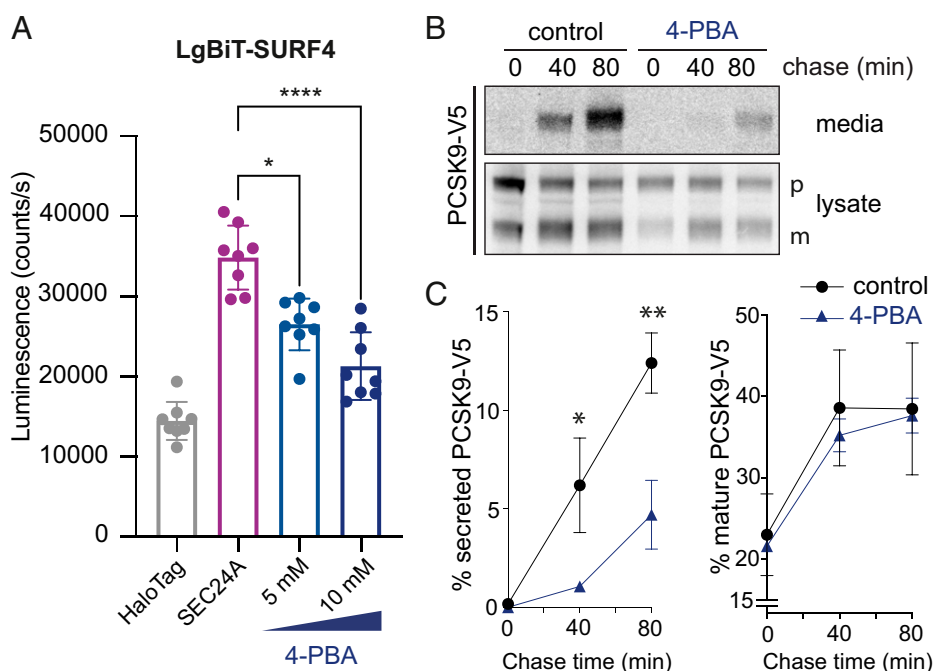 A
LgBiT-SURF4
****
*
Luminescence (counts/s)
50000
40000
30000
20000
10000
0
HaloTag
SEC24A
5 mM
10 mM
4-PBA
B
control
4-PBA
0 40 80 0 40 80 chase (min)
PCSK9-V5
media
p
lysate
m
C
control
4-PBA
% secreted PCSK9-V5
15
10
5
0
*
**
0 40 80
Chase time (min)
% mature PCSK9-V5
50
40
30
20
15
0
0 40 80
Chase time (min)